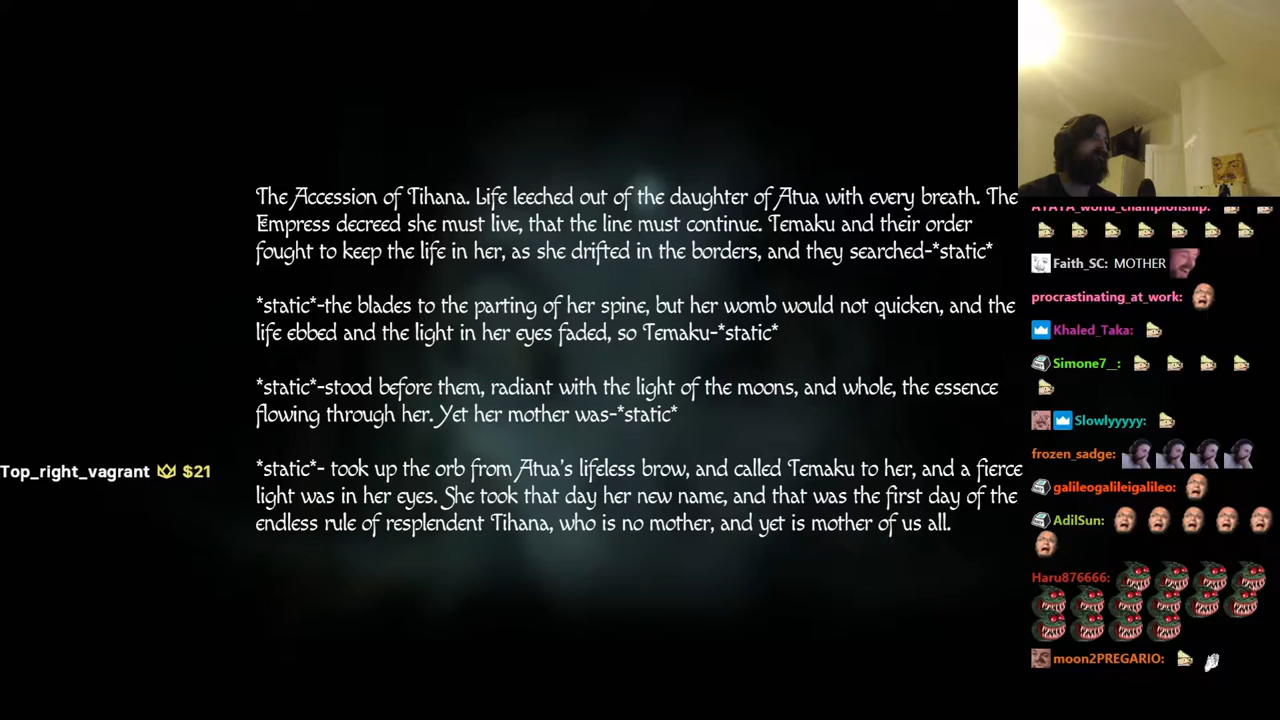 The Accession of Tihana. Life leeched out of the daughter of Atua with every breath. The
Empress decreed she must live, that the line must continue. Temaku and their order
fought to keep the life in her, as she drifted in the borders, and they searched-*static*
*static*-the blades to the parting of her spine, but her womb would not quicken, and the
life ebbed and the light in her eyes faded, so Temaku-*static*
*static*-stood before them, radiant with the light of the moons, and whole, the essence
flowing through her. Yet her mother was-*static*
*static*- took up the orb from Atua's lifeless brow, and called Temaku to her, and a fierce
light was in her eyes. She took that day her new name, and that was the first day of the
endless rule of resplendent Tihana, who is no mother, and yet is mother of us all.
Top_right_vagrant $21
AYAYA_world_championship:
Faith_SC: MOTHER
procrastinating_at_work:
Khaled_Taka:
Simone7__:
Slowlyyyyy:
frozen_sadge:
galileogalileigalileo:
AdilSun:
Haru876666:
moon2PREGARIO: